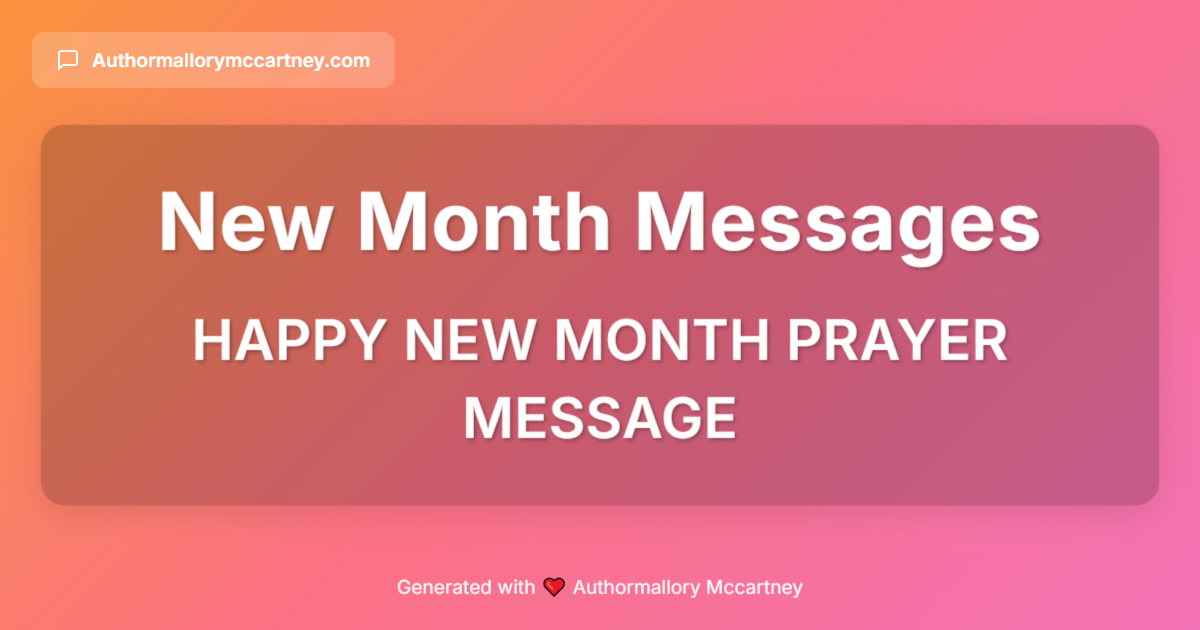 Authormallorymccartney.com
New Month Messages
HAPPY NEW MONTH PRAYER
MESSAGE
Generated with ❤️ Authormallory Mccartney